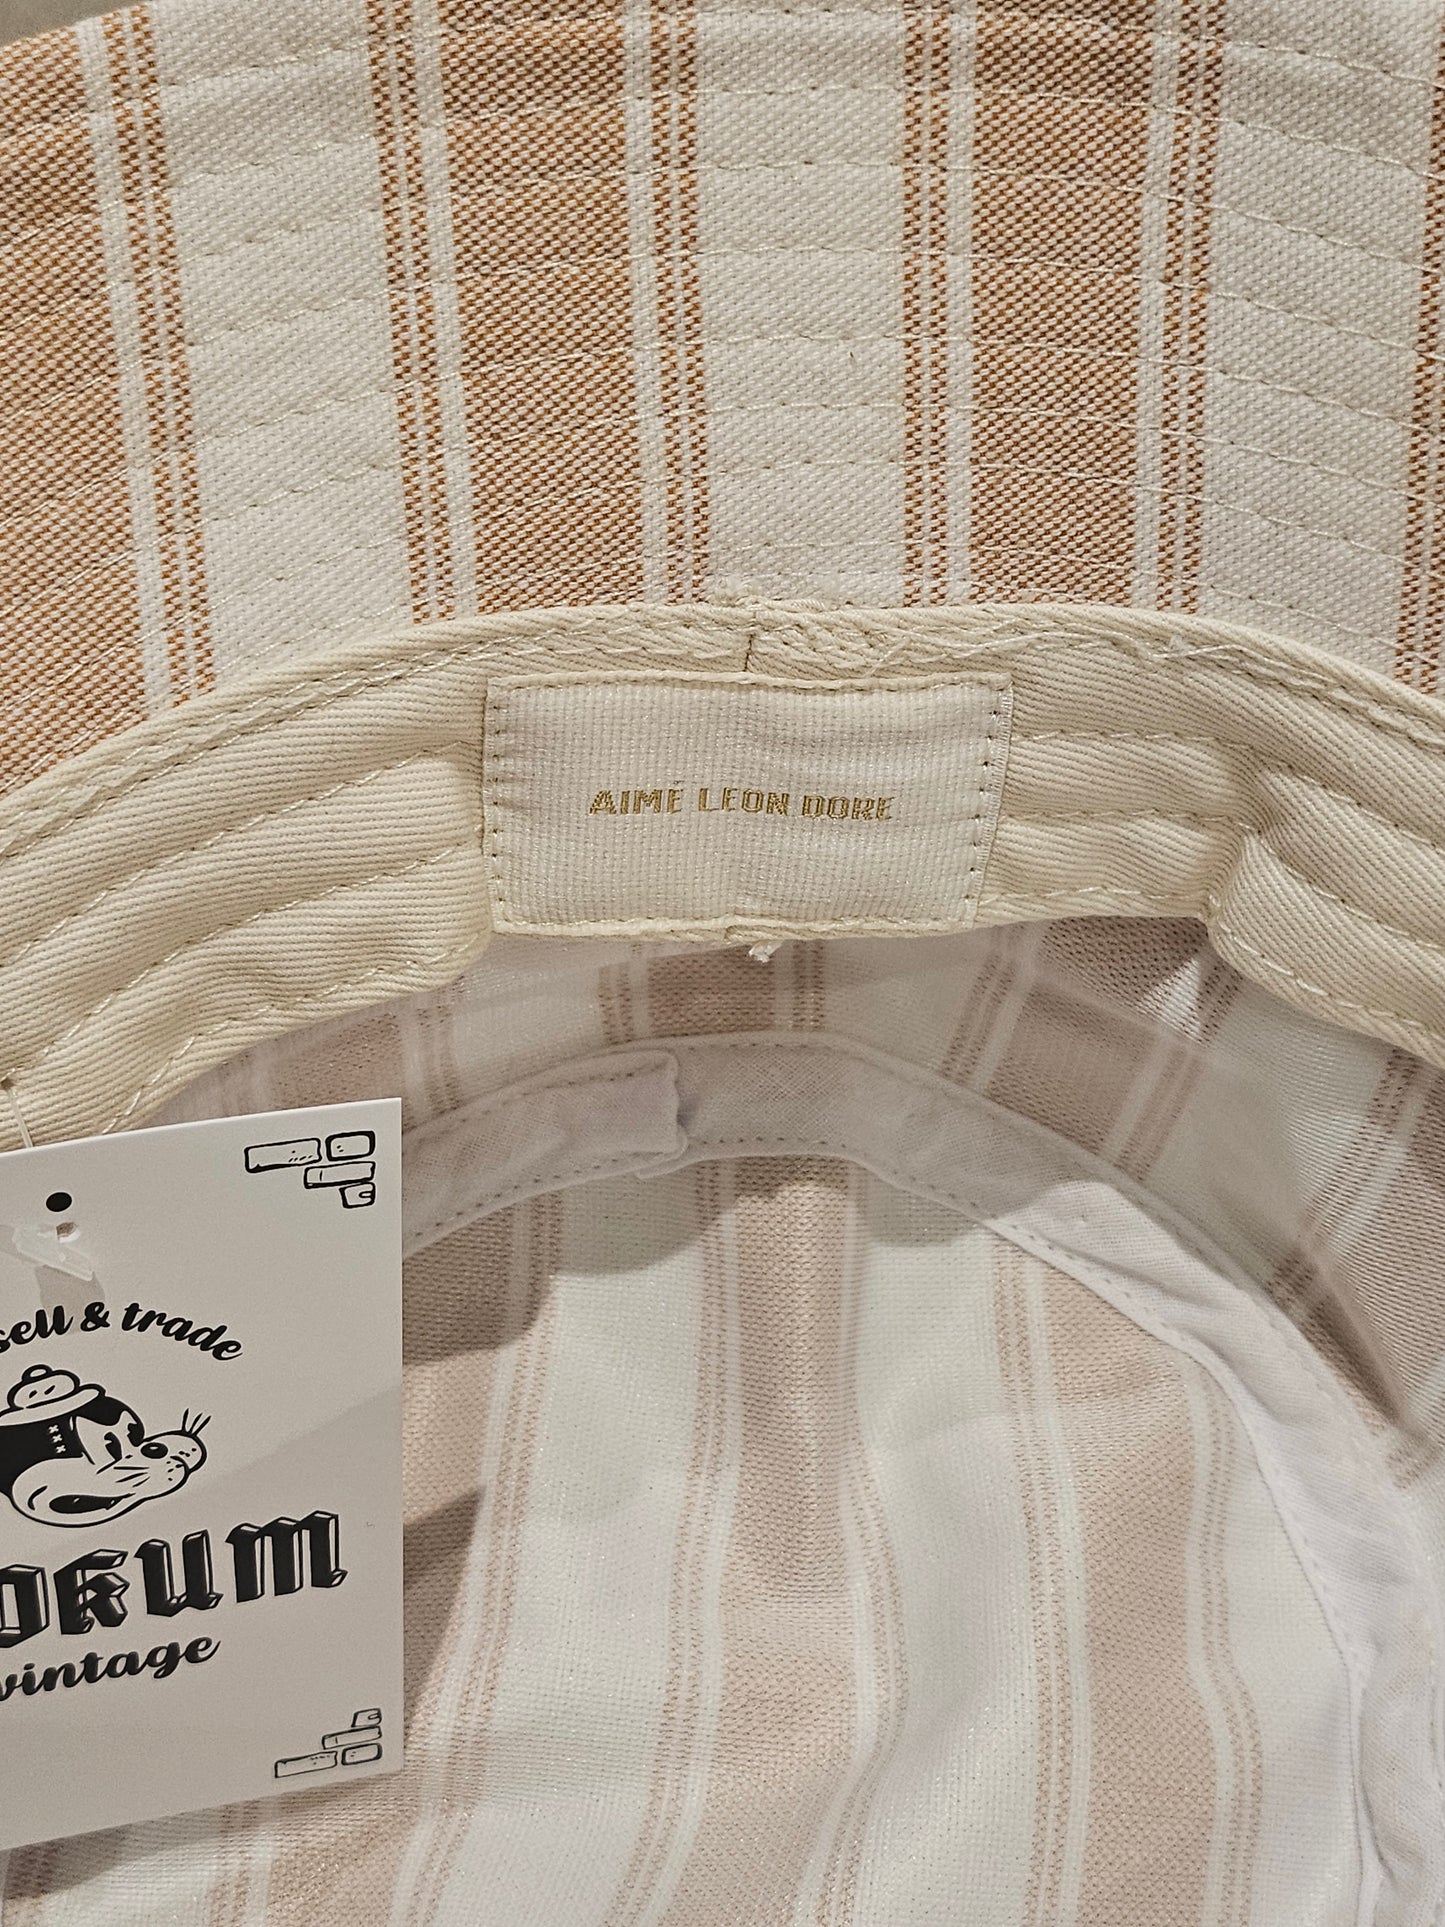 AIMÉ LEON DORE
sell & trade
vintage